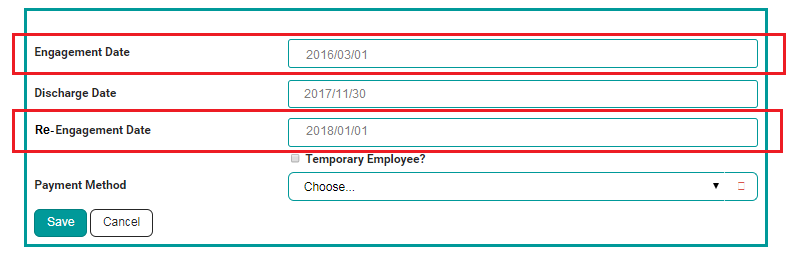 Engagement Date 2016/03/01
Discharge Date 2017/11/30
Re-Engagement Date 2018/01/01
Temporary Employee?
Payment Method Choose...
Save Cancel